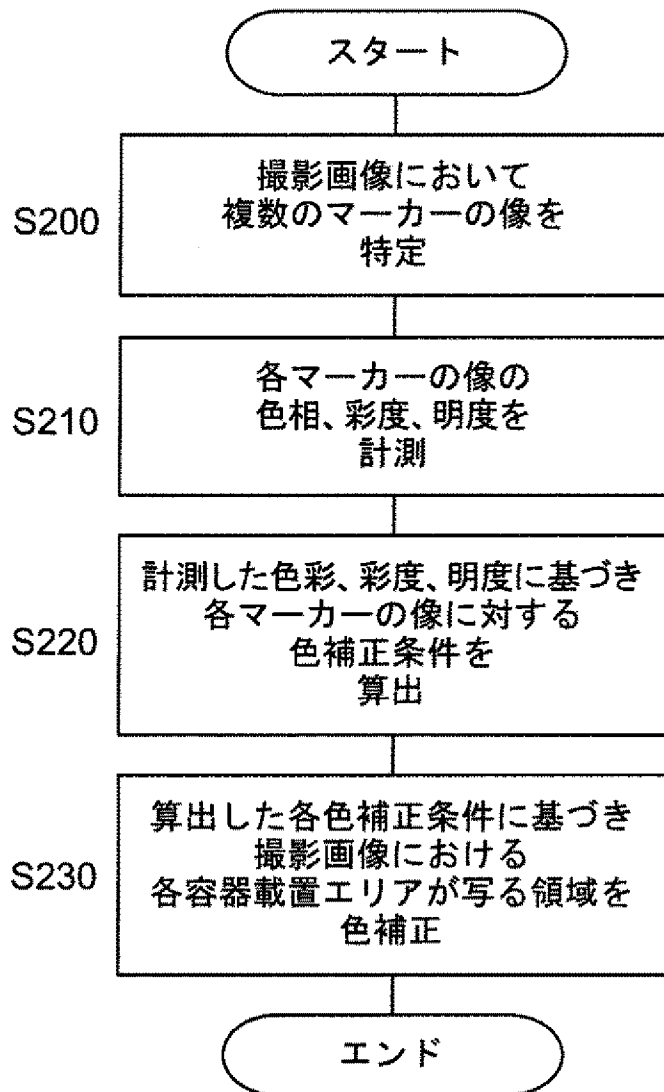 スタート
S200
撮影画像において
複数のマーカーの像を
特定
S210
各マーカーの像の
色相、彩度、明度を
計測
S220
計測した色彩、彩度、明度に基づき
各マーカーの像に対する
色補正条件を
算出
S230
算出した各色補正条件に基づき
撮影画像における
各容器載置エリアが写る領域を
色補正
エンド